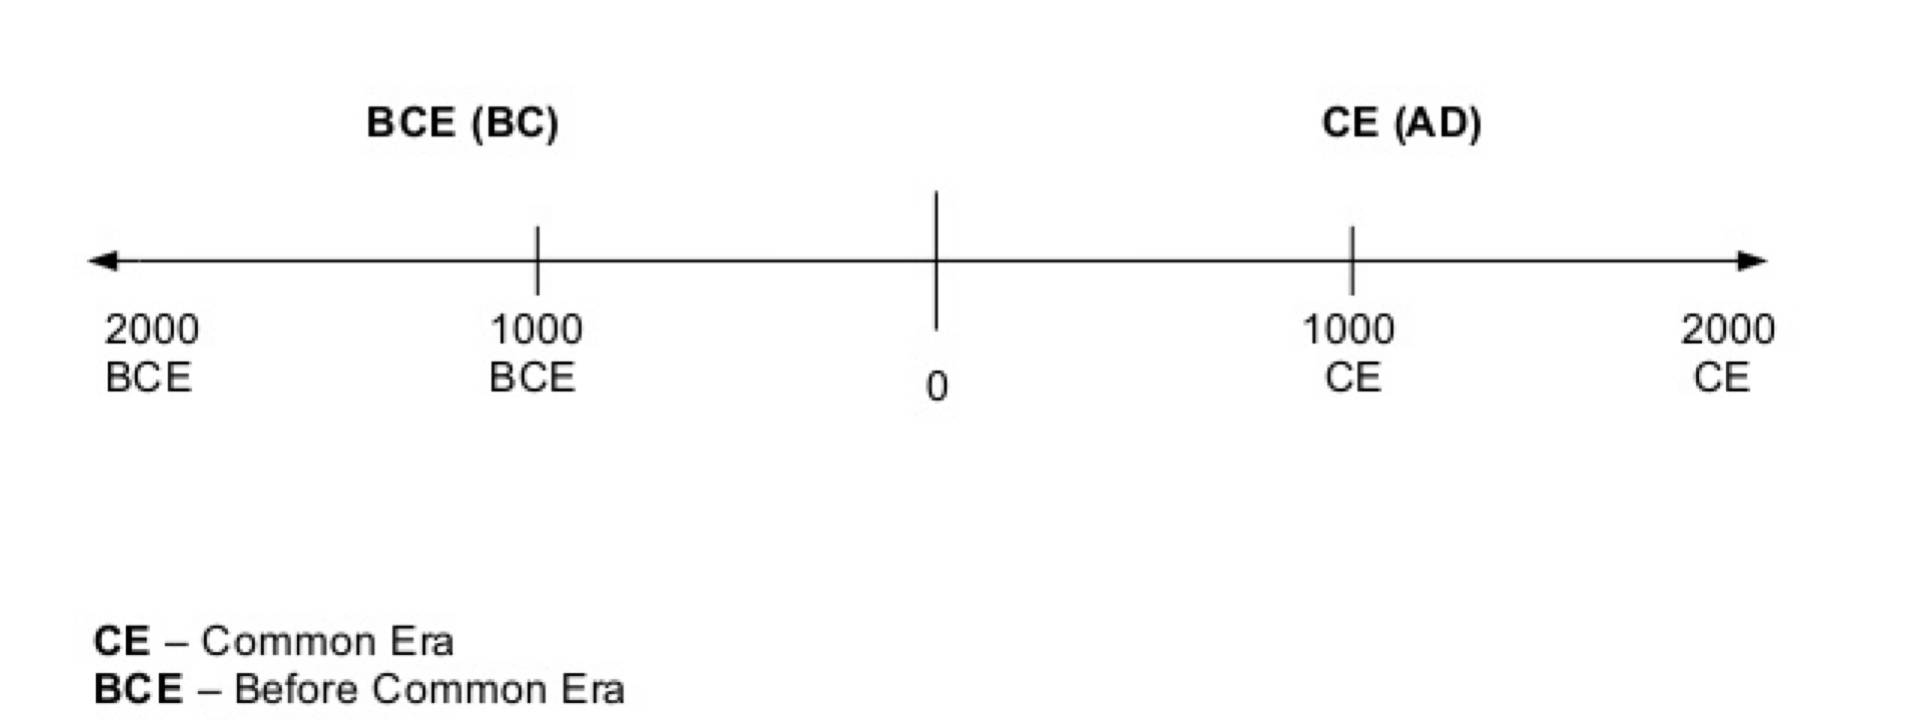 BCE (BC) CE (AD)
2000 1000 1000 2000
BCE BCE CE CE
0
CE – Common Era
BCE – Before Common Era